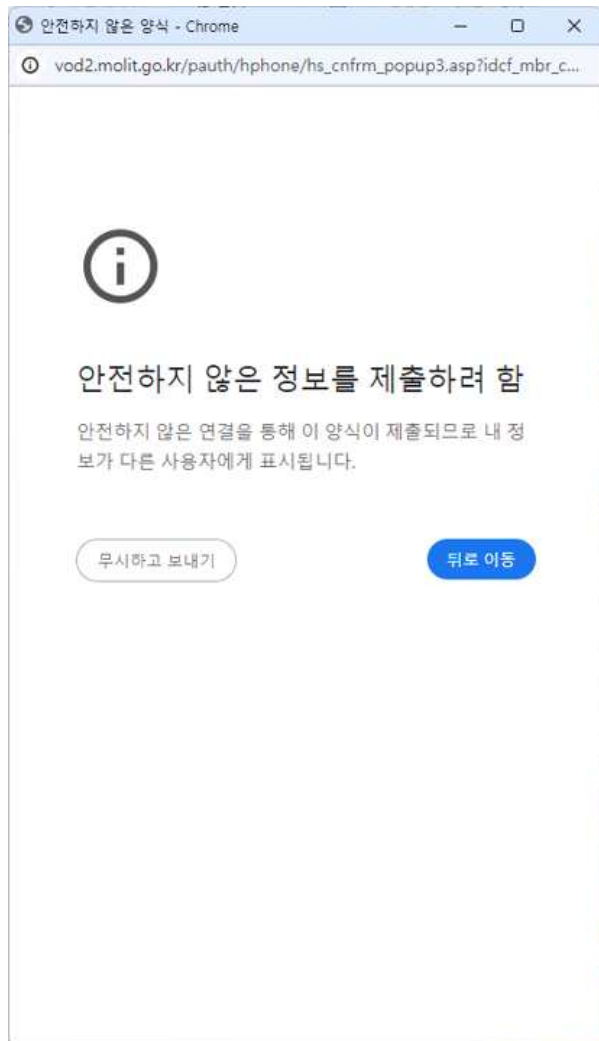 안전하지 않은 양식 - Chrome
vod2.molit.go.kr/pauth/hphone/hs_cnfrm_popup3.asp?idcf_mbr_c...
안전하지 않은 정보를 제출하려 함
안전하지 않은 연결을 통해 이 양식이 제출되므로 내 정
보가 다른 사용자에게 표시됩니다.
무시하고 보내기
뒤로 이동